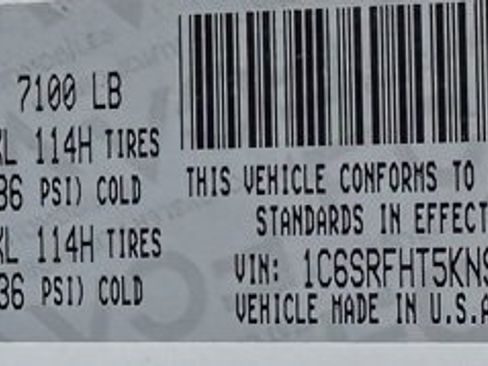 7100 LB
XL 114H TIRES
36 PSI) COLD
XL 114H TIRES
36 PSI) COLD
THIS VEHICLE CONFORMS TO
STANDARDS IN EFFECT
VIN: 1C6SRFHT5KN
VEHICLE MADE IN U.S.A